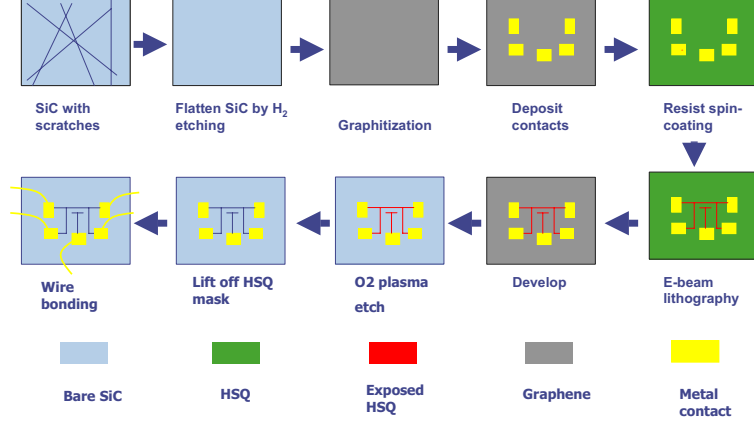 SiC with
scratches
Flatten SiC by H₂
etching
Graphitization
Deposit
contacts
Resist spin-
coating
Wire
bonding
Lift off HSQ
mask
O2 plasma
etch
Develop
E-beam
lithography
Bare SiC
HSQ
Exposed
HSQ
Graphene
Metal
contact